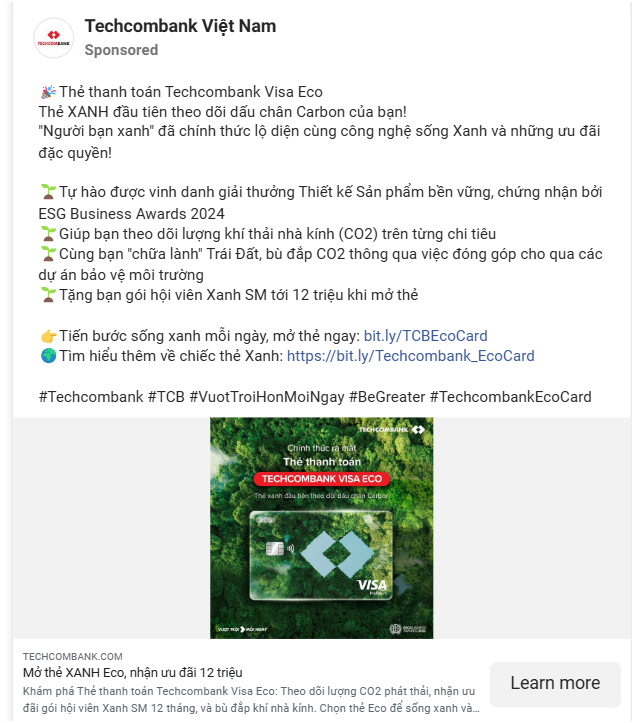 Techcombank Việt Nam
Sponsored
TECHCOMBANK
🎉 Thẻ thanh toán Techcombank Visa Eco
Thẻ XANH đầu tiên theo dõi dấu chân Carbon của bạn!
"Người bạn xanh" đã chính thức lộ diện cùng công nghệ sống Xanh và những ưu đãi
đặc quyền!
🌱Tự hào được vinh danh giải thưởng Thiết kế Sản phẩm bền vững, chứng nhận bởi
ESG Business Awards 2024
🌱Giúp bạn theo dõi lượng khí thải nhà kính (CO2) trên từng chi tiêu
🌱Cùng bạn "chữa lành" Trái Đất, bù đắp CO2 thông qua việc đóng góp cho qua các
dự án bảo vệ môi trường
🌱Tặng bạn gói hội viên Xanh SM tới 12 triệu khi mở thẻ
👉Tiến bước sống xanh mỗi ngày, mở thẻ ngay: bit.ly/TCBEcoCard
🌍Tìm hiểu thêm về chiếc thẻ Xanh: https://bit.ly/Techcombank_EcoCard
#Techcombank #TCB #VuotTroiHonMoiNgay #BeGreater #TechcombankEcoCard
TECHCOMBANK
Chính thức ra mắt
Thẻ thanh toán
TECHCOMBANK VISA ECO
Thẻ xanh đầu tiên theo dõi dấu chân Carbon
eco
VISA
Platinum
VƯỢT TRỘI MỖI NGÀY
TECHCOMBANK.COM
Mở thẻ XANH Eco, nhận ưu đãi 12 triệu
Khám phá Thẻ thanh toán Techcombank Visa Eco: Theo dõi lượng CO2 phát thải, nhận ưu
đãi gói hội viên Xanh SM 12 tháng, và bù đắp khí nhà kính. Chọn thẻ Eco để sống xanh và…
Learn more